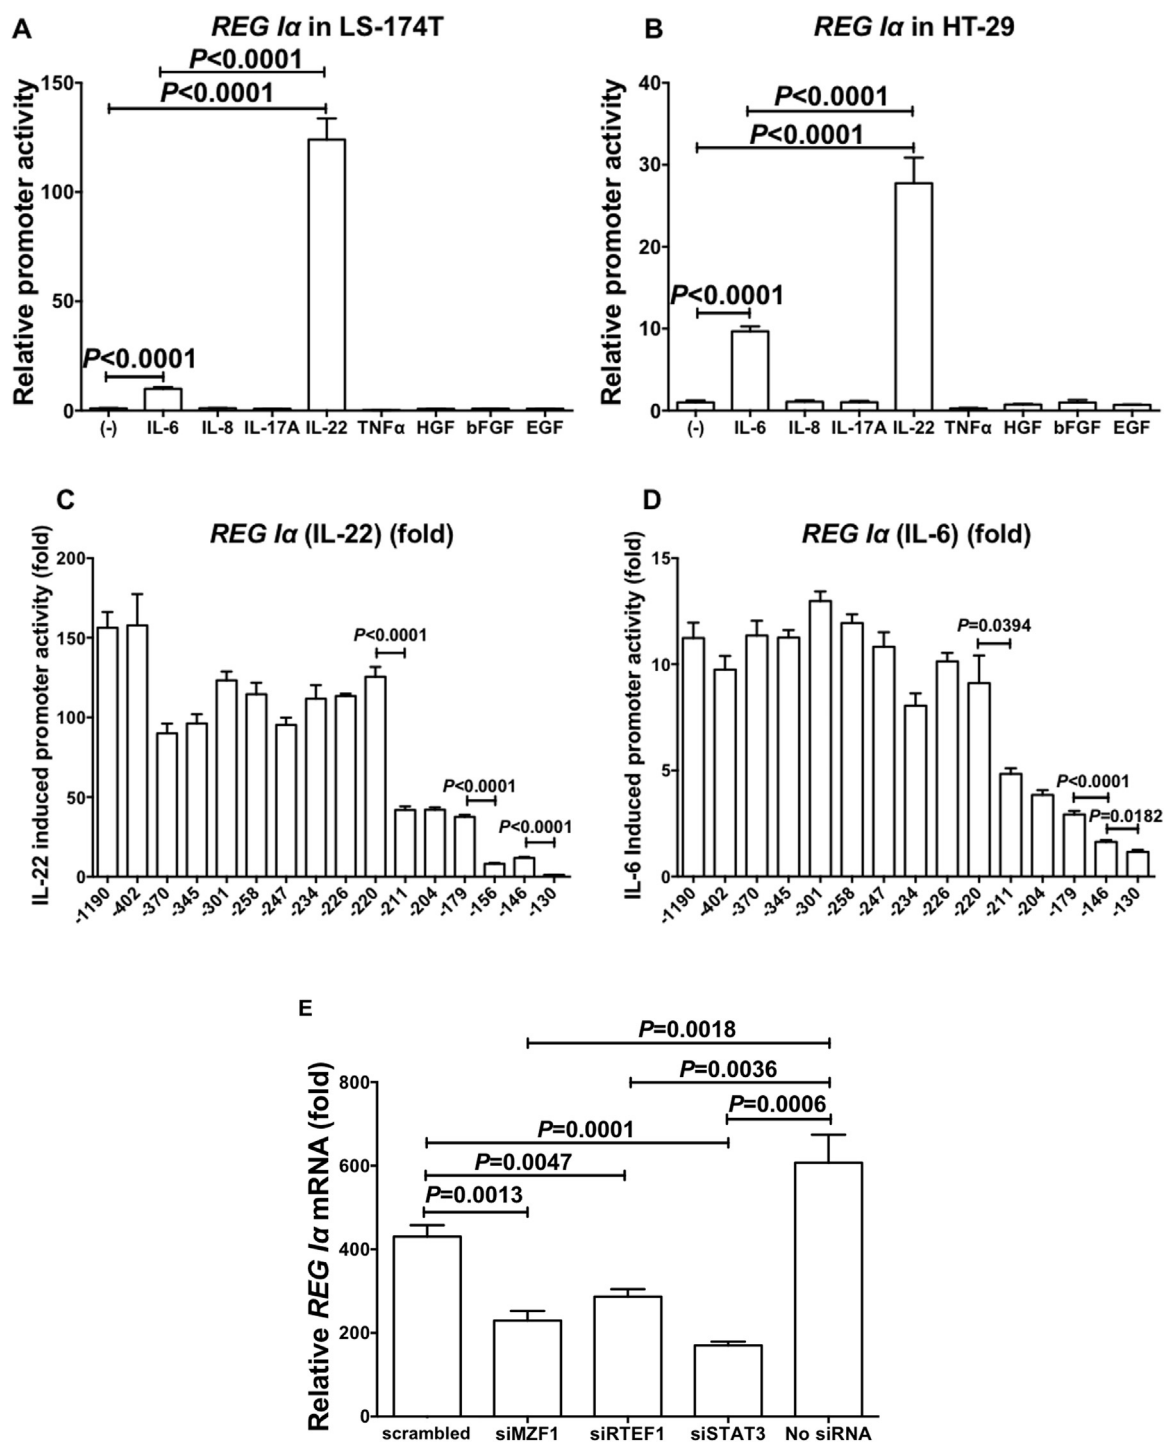 A
REG Iα in LS-174T
P<0.0001
P<0.0001
P<0.0001
Relative promoter activity
150
100
50
0
(-) IL-6 IL-8 IL-17A IL-22 TNFα HGF bFGF EGF
B
REG Iα in HT-29
P<0.0001
P<0.0001
P<0.0001
Relative promoter activity
40
30
20
10
0
(-) IL-6 IL-8 IL-17A IL-22 TNFα HGF bFGF EGF
C
REG Iα (IL-22) (fold)
IL-22 induced promoter activity (fold)
200
150
100
50
0
P<0.0001
P<0.0001
P<0.0001
-1190 -402 -370 -345 -301 -258 -247 -234 -226 -220 -211 -204 -179 -156 -146 -130
D
REG Iα (IL-6) (fold)
IL-6 Induced promoter activity (fold)
15
10
5
0
P=0.0394
P<0.0001
P=0.0182
-1190 -402 -370 -345 -301 -258 -247 -234 -226 -220 -211 -204 -179 -146 -130
E
P=0.0018
P=0.0036
P=0.0006
P=0.0001
P=0.0047
P=0.0013
Relative REG Iα mRNA (fold)
800
600
400
200
0
scrambled siMZF1 siRTEF1 siSTAT3 No siRNA